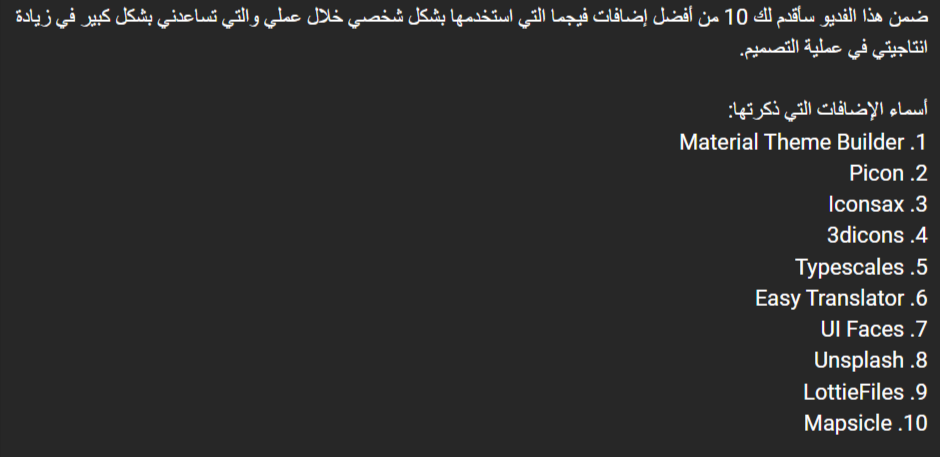 ضمن هذا الفديو سأقدم لك 10 من أفضل إضافات فيجما التي استخدمها بشكل شخصي خلال عملي والتي تساعدني بشكل كبير في زيادة
انتاجيتي في عملية التصميم.
أسماء الإضافات التي ذكرتها:
1. Material Theme Builder
2. Picon
3. Iconsax
4. 3dicons
5. Typescales
6. Easy Translator
7. UI Faces
8. Unsplash
9. LottieFiles
10. Mapsicle